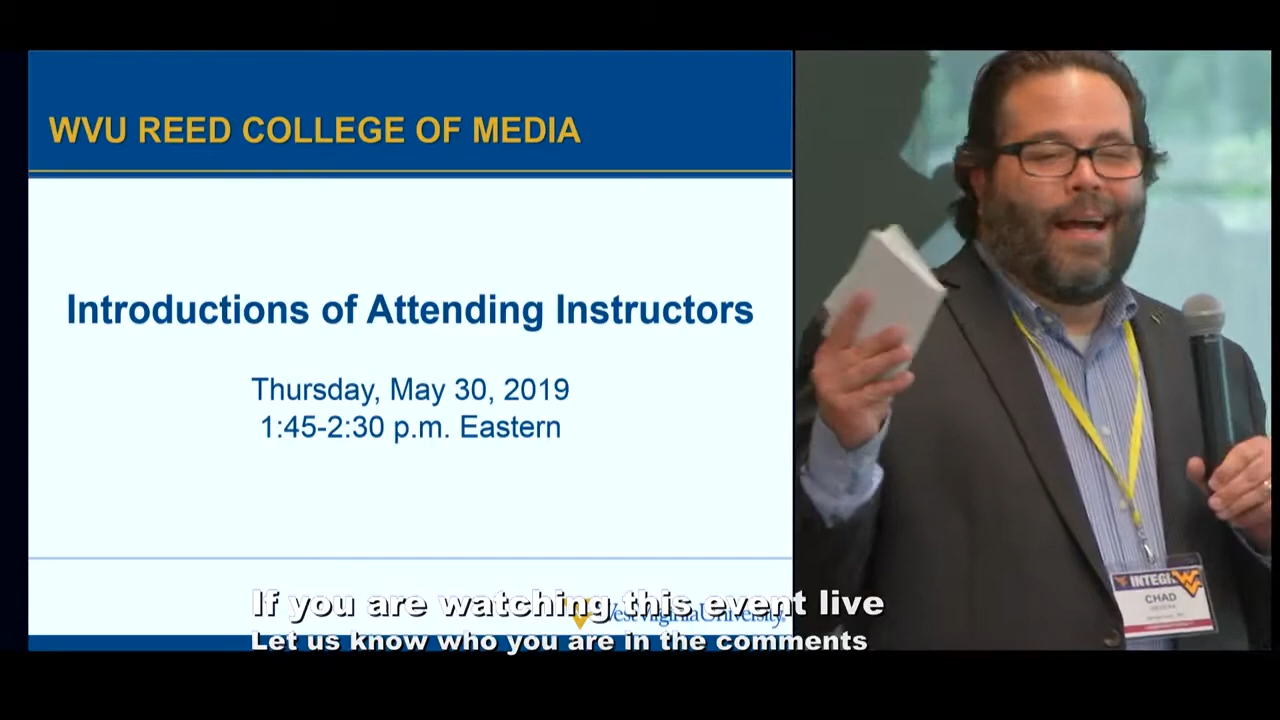 WVU REED COLLEGE OF MEDIA
Introductions of Attending Instructors
Thursday, May 30, 2019
1:45-2:30 p.m. Eastern
If you are watching this event live
WestVirginiaUniversity.
Let us know who you are in the comments
CHAD